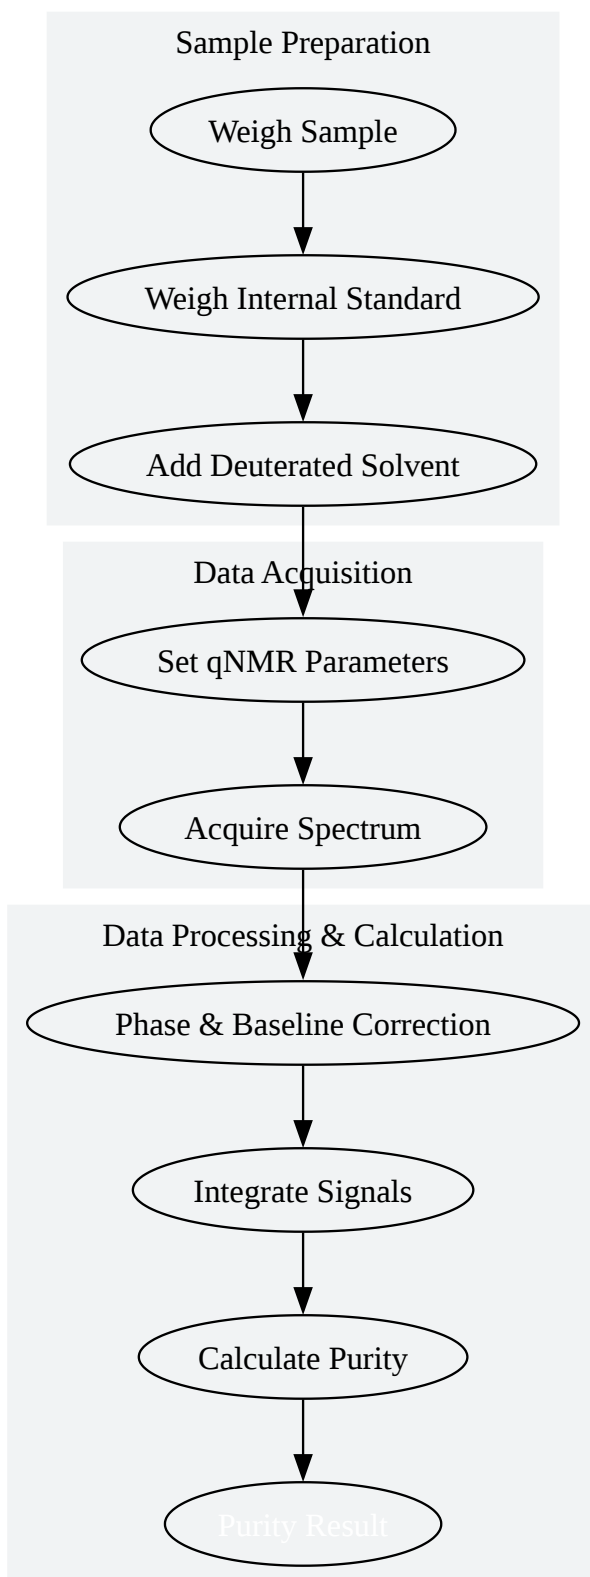 Sample Preparation
Weigh Sample
Weigh Internal Standard
Add Deuterated Solvent
Data Acquisition
Set qNMR Parameters
Acquire Spectrum
Data Processing & Calculation
Phase & Baseline Correction
Integrate Signals
Calculate Purity
Purity Result